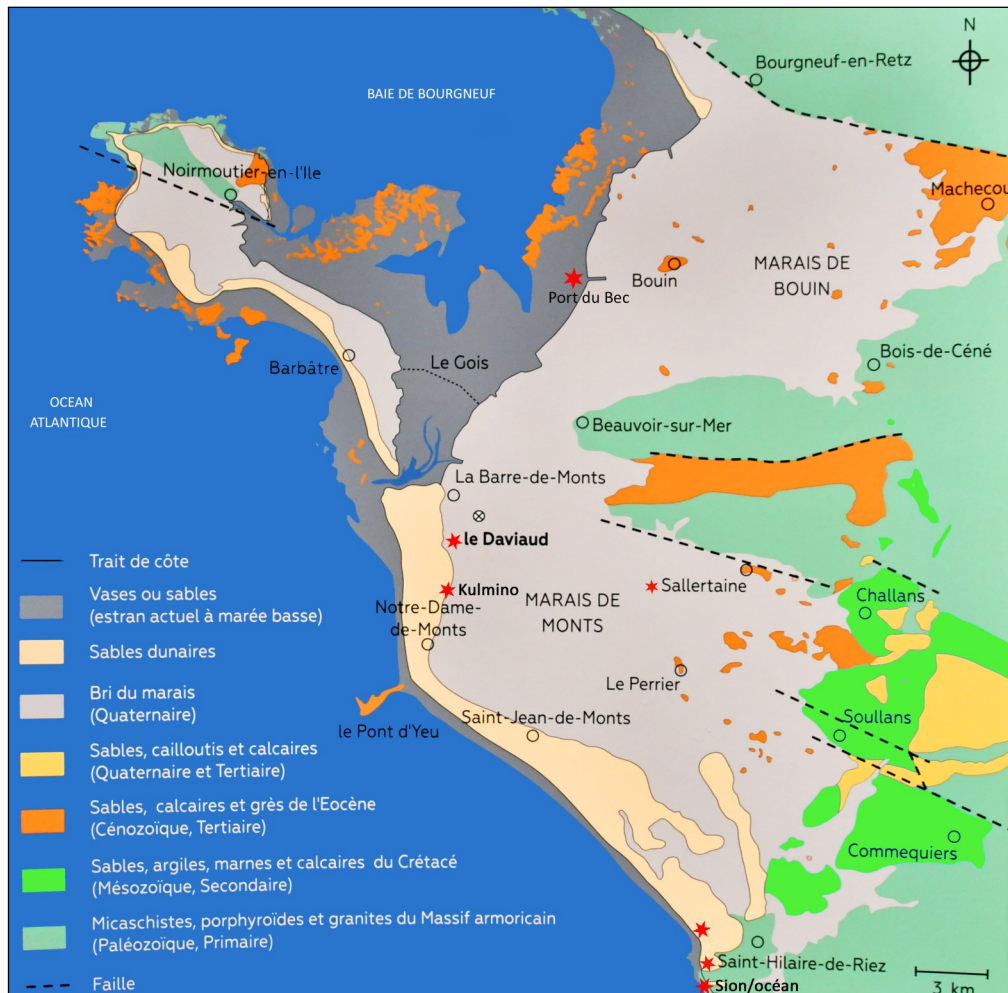 N
Bourgneuf-en-Retz
BAIE DE BOURGNEUF
Noirmoutier-en-l'Ile
Machecou
MARAIS DE
BOUIN
Bouin
Port du Bec
Bois-de-Céné
Le Gois
Barbâtre
OCEAN
ATLANTIQUE
Beauvoir-sur-Mer
La Barre-de-Monts
le Daviaud
Kulmino
Sallertaine
Challans
Notre-Dame-
de-Monts
MARAIS DE
MONTS
Le Perrier
le Pont d'Yeu
Saint-Jean-de-Monts
Soullans
Commequiers
Saint-Hilaire-de-Riez
Sion/océan
3 km
Trait de côte
Vases ou sables
(estran actuel à marée basse)
Sables dunaires
Bri du marais
(Quaternaire)
Sables, cailloutis et calcaires
(Quaternaire et Tertiaire)
Sables, calcaires et grès de l'Eocène
(Cénozoïque, Tertiaire)
Sables, argiles, marnes et calcaires du Crétacé
(Mésozoïque, Secondaire)
Micaschistes, porphyroïdes et granites du Massif armoricain
(Paléozoïque, Primaire)
Faille